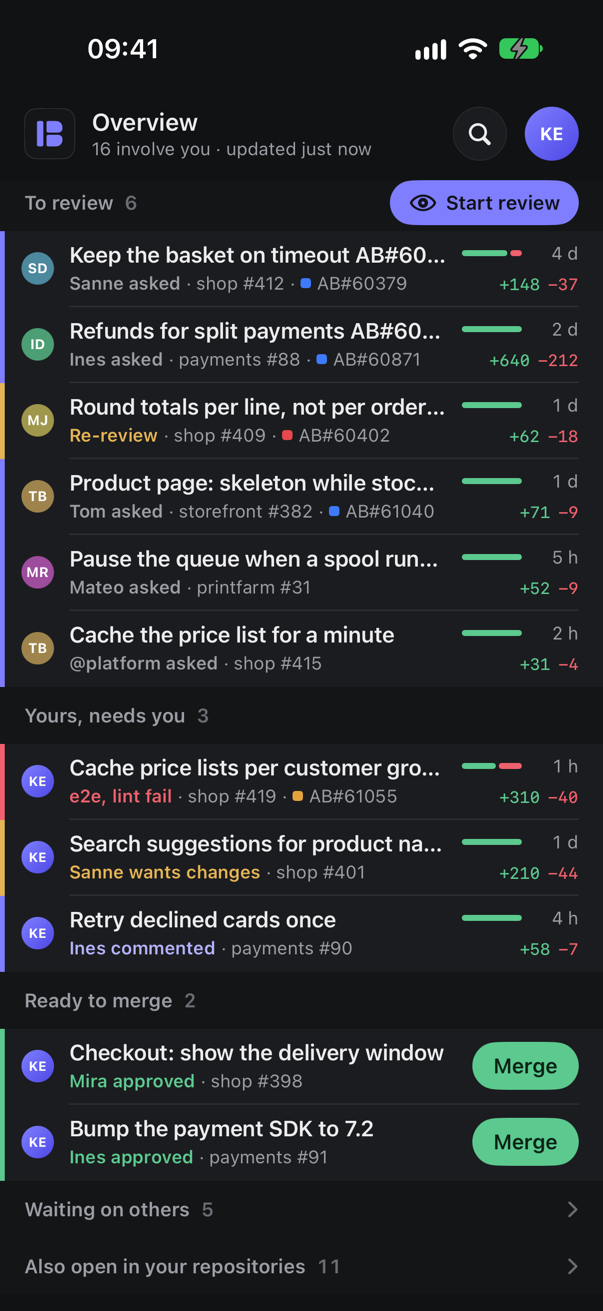 09:41
Overview
16 involve you · updated just now
KE
To review 6
Start review
SD
Keep the basket on timeout AB#60…
4 d
Sanne asked · shop #412 · AB#60379
+148 −37
ID
Refunds for split payments AB#60…
2 d
Ines asked · payments #88 · AB#60871
+640 −212
MJ
Round totals per line, not per order…
1 d
Re-review · shop #409 · AB#60402
+62 −18
TB
Product page: skeleton while stoc…
1 d
Tom asked · storefront #382 · AB#61040
+71 −9
MR
Pause the queue when a spool run…
5 h
Mateo asked · printfarm #31
+52 −9
TB
Cache the price list for a minute
2 h
@platform asked · shop #415
+31 −4
Yours, needs you 3
KE
Cache price lists per customer gro…
1 h
e2e, lint fail · shop #419 · AB#61055
+310 −40
KE
Search suggestions for product na…
1 d
Sanne wants changes · shop #401
+210 −44
KE
Retry declined cards once
4 h
Ines commented · payments #90
+58 −7
Ready to merge 2
KE
Checkout: show the delivery window
Mira approved · shop #398
Merge
KE
Bump the payment SDK to 7.2
Ines approved · payments #91
Merge
Waiting on others 5
Also open in your repositories 11